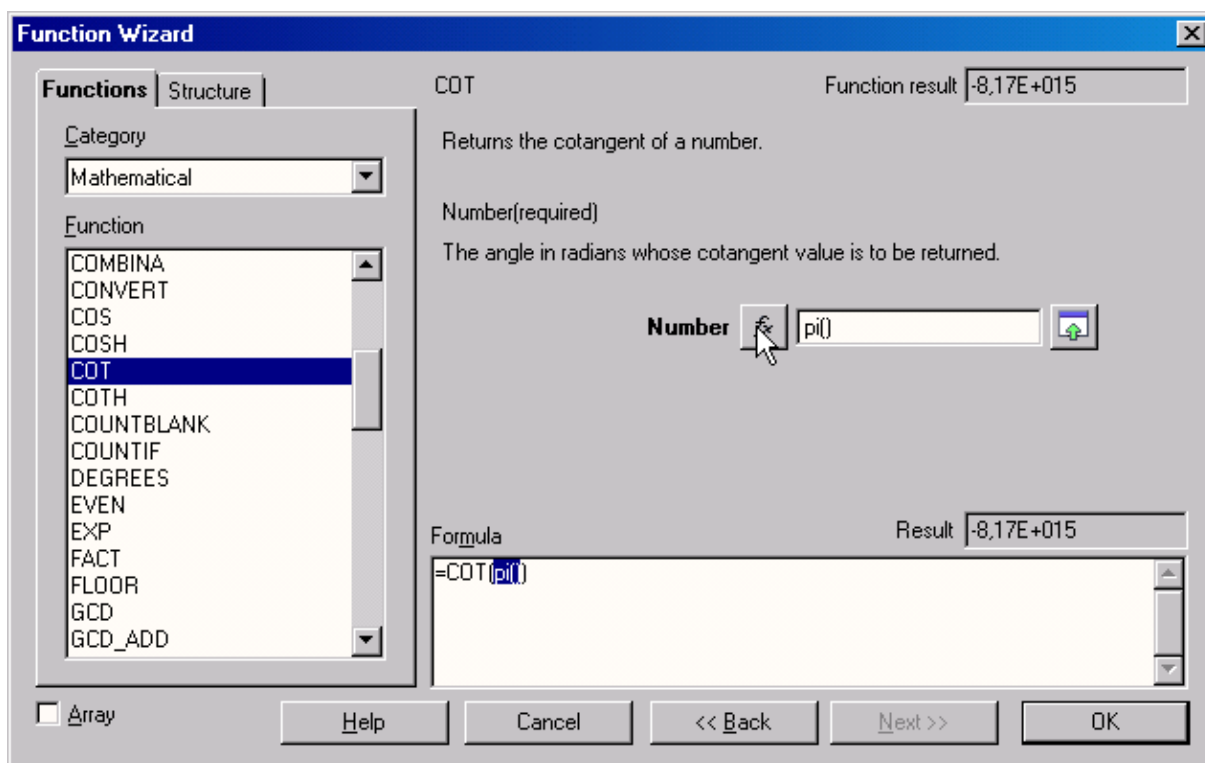 Function Wizard
Functions
Structure
COT
Function result
-8,17E+015
Category
Mathematical
Returns the cotangent of a number.
Function
Number(required)
The angle in radians whose cotangent value is to be returned.
COMBINA
CONVERT
COS
COSH
COT
COTH
COUNTBLANK
COUNTIF
DEGREES
EVEN
EXP
FACT
FLOOR
GCD
GCD_ADD
Number
pi()
Formula
Result
-8,17E+015
=COT(pi())
Array
Help
Cancel
<< Back
Next >>
OK